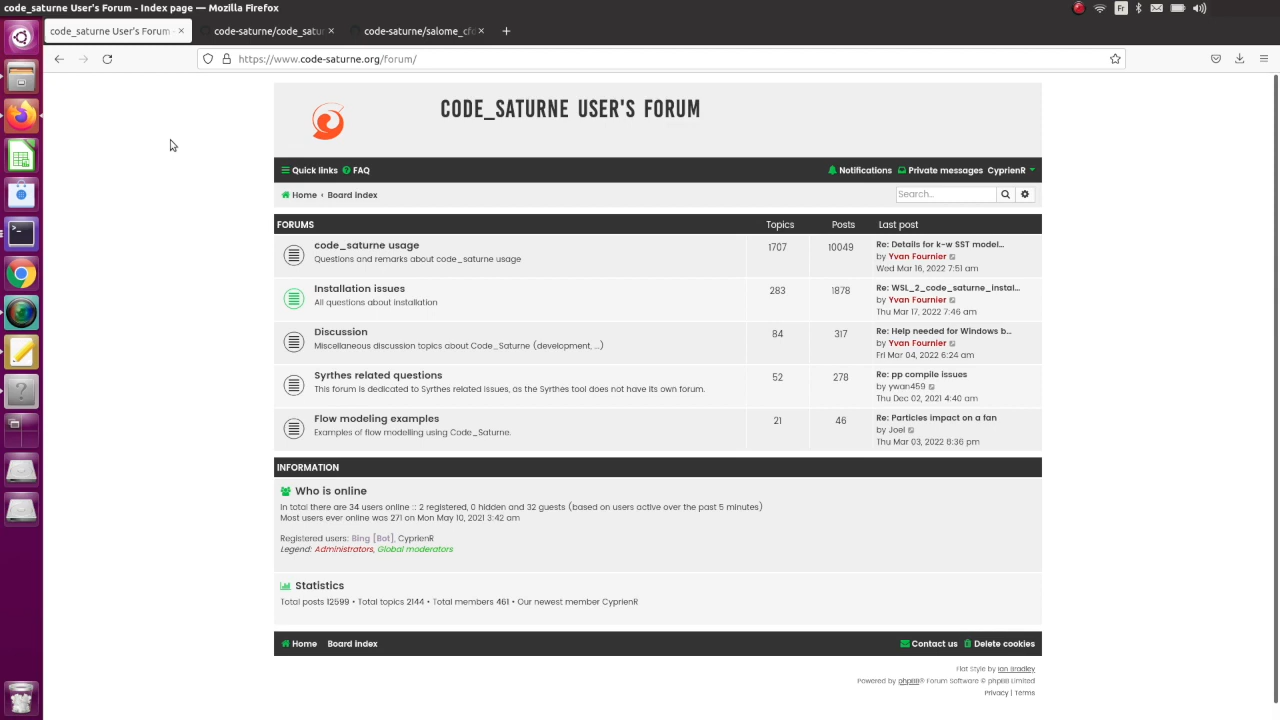 code_saturne User's Forum - Index page — Mozilla Firefox
Fr
code_saturne User's Forum -
code-saturne/code_satur
code-saturne/salome_cfd
https://www.code-saturne.org/forum/
CODE_SATURNE USER'S FORUM
Quick links FAQ Notifications Private messages CyprienR
Home Board index Search...
FORUMS Topics Posts Last post
code_saturne usage
Questions and remarks about code_saturne usage
1707 10049
Re: Details for k-w SST model...
by Yvan Fournier
Wed Mar 16, 2022 7:51 am
Installation issues
All questions about installation
283 1878
Re: WSL_2_code_saturne_instal...
by Yvan Fournier
Thu Mar 17, 2022 7:46 am
Discussion
Miscellaneous discussion topics about Code_Saturne (development, ...)
84 317
Re: Help needed for Windows b...
by Yvan Fournier
Fri Mar 04, 2022 6:24 am
Syrthes related questions
This forum is dedicated to Syrthes related issues, as the Syrthes tool does not have its own forum.
52 278
Re: pp compile issues
by ywan459
Thu Dec 02, 2021 4:40 am
Flow modeling examples
Examples of flow modelling using Code_Saturne.
21 46
Re: Particles impact on a fan
by Joel
Thu Mar 03, 2022 8:36 pm
INFORMATION
Who is online
In total there are 34 users online :: 2 registered, 0 hidden and 32 guests (based on users active over the past 5 minutes)
Most users ever online was 271 on Mon May 10, 2021 3:42 am
Registered users: Bing [Bot], CyprienR
Legend: Administrators, Global moderators
Statistics
Total posts 12599 • Total topics 2144 • Total members 461 • Our newest member CyprienR
Home Board index Contact us Delete cookies
Flat Style by Ian Bradley
Powered by phpBB® Forum Software © phpBB Limited
Privacy | Terms